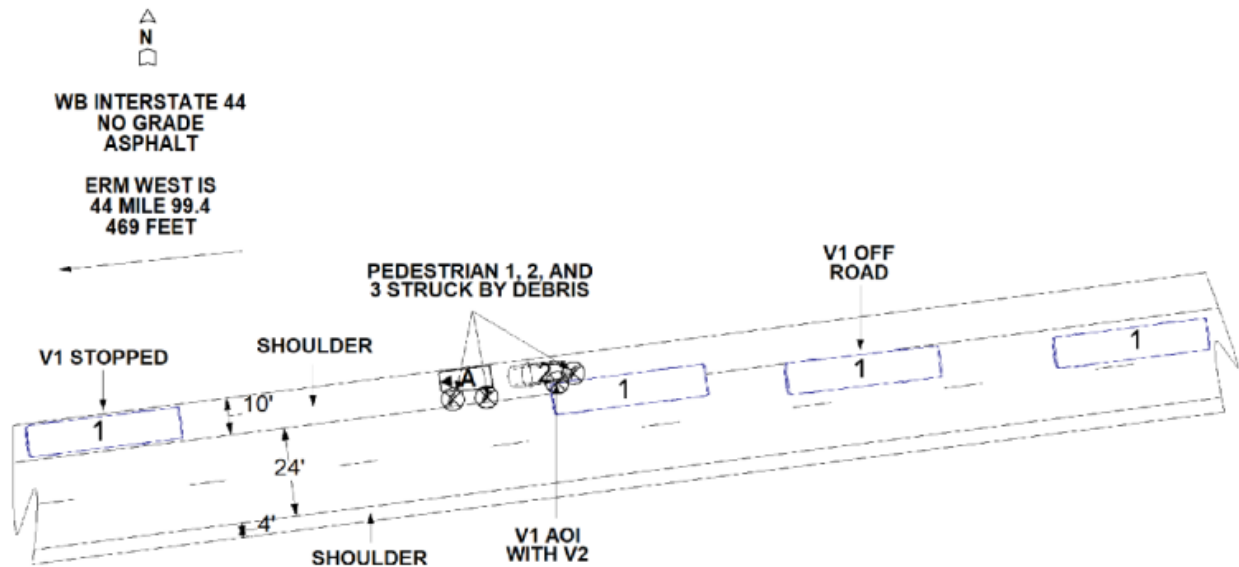 N
WB INTERSTATE 44
NO GRADE
ASPHALT
ERM WEST IS
44 MILE 99.4
469 FEET
PEDESTRIAN 1, 2, AND
3 STRUCK BY DEBRIS
V1 OFF
ROAD
V1 STOPPED
SHOULDER
1
1
1
1
A
2
10'
24'
4'
SHOULDER
V1 AOI
WITH V2